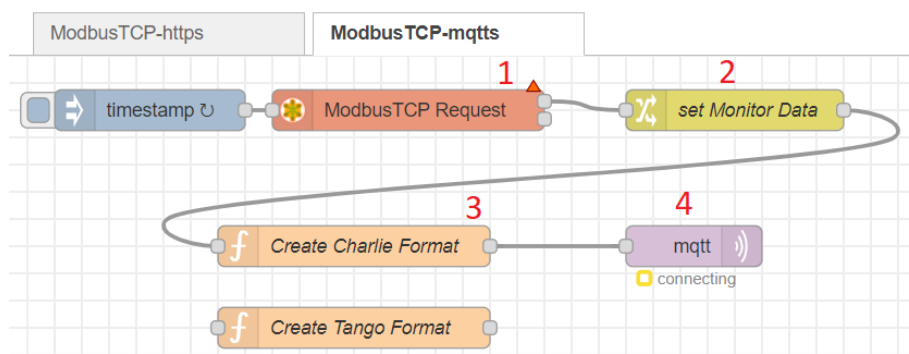 ModbusTCP-https
ModbusTCP-mqtts
1
2
timestamp ↻
ModbusTCP Request
set Monitor Data
3
4
Create Charlie Format
mqtt
connecting
Create Tango Format